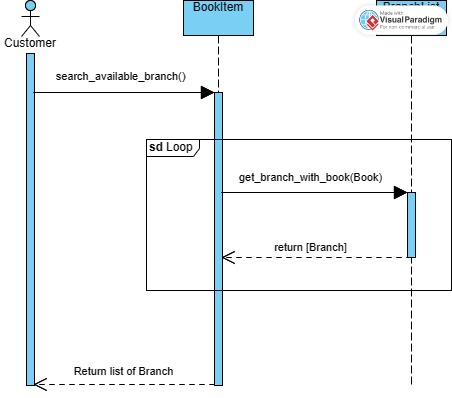 BookItem
BranchList
Made with
Visual Paradigm
For non-commercial use
Customer
search_available_branch()
sd Loop
get_branch_with_book(Book)
return [Branch]
Return list of Branch